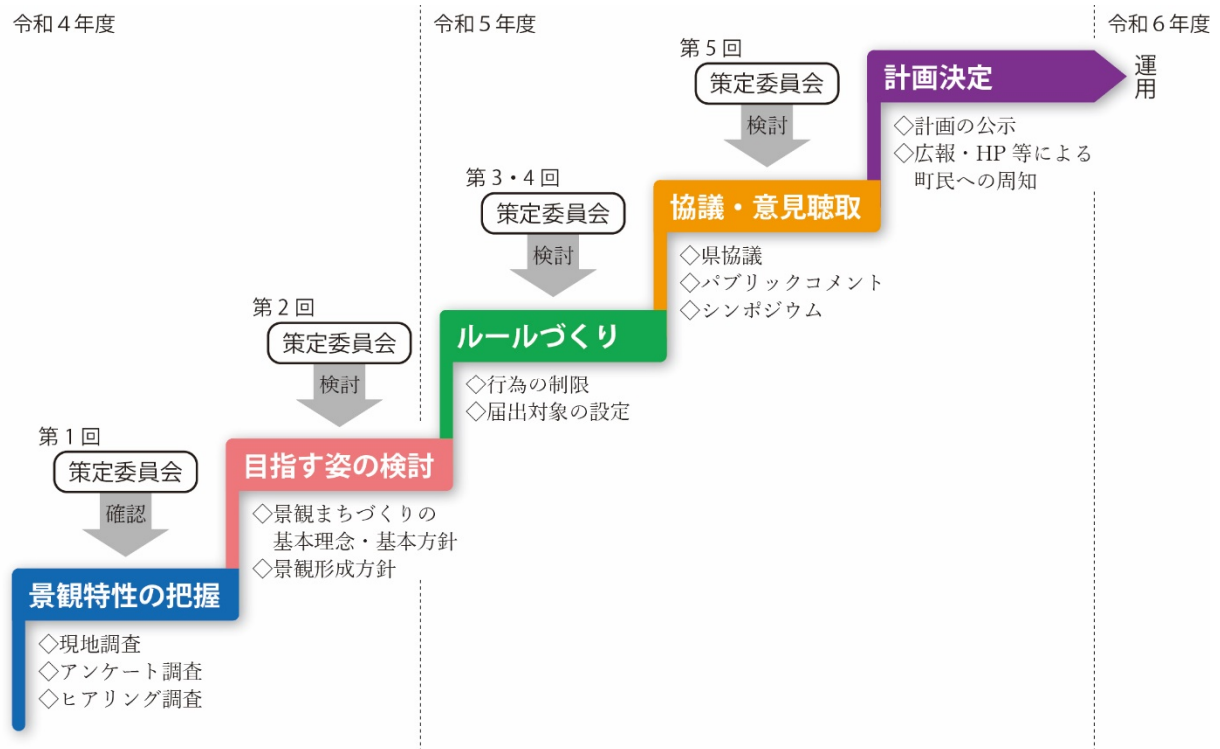 令和４年度
令和５年度
令和６年度
第１回
策定委員会
確認
景観特性の把握
◇現地調査
◇アンケート調査
◇ヒアリング調査
第２回
策定委員会
検討
目指す姿の検討
◇景観まちづくりの
基本理念・基本方針
◇景観形成方針
第３・４回
策定委員会
検討
ルールづくり
◇行為の制限
◇届出対象の設定
第５回
策定委員会
検討
協議・意見聴取
◇県協議
◇パブリックコメント
◇シンポジウム
計画決定
◇計画の公示
◇広報・HP 等による
町民への周知
運用